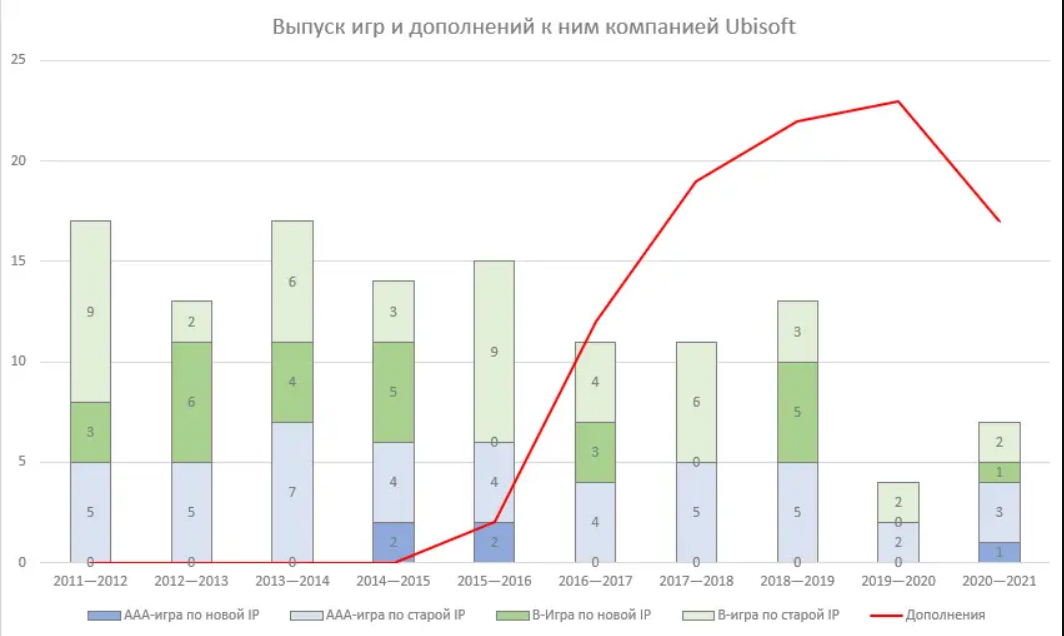 Выпуск игр и дополнений к ним компанией Ubisoft
25
20
9 6
15
2 3 9 3
10
6 4 5 4 6 5
3 0 3 2
5
0 1
5 5 7 4 4 4 5 5 2 3
0
2
0 0 0 2 2 0 0 0 0 1
0
2011—2012 2012—2013 2013—2014 2014—2015 2015—2016 2016—2017 2017—2018 2018—2019 2019—2020 2020—2021
ААА-игра по новой IP ААА-игра по старой IP В-Игра по новой IP В-игра по старой IP Дополнения